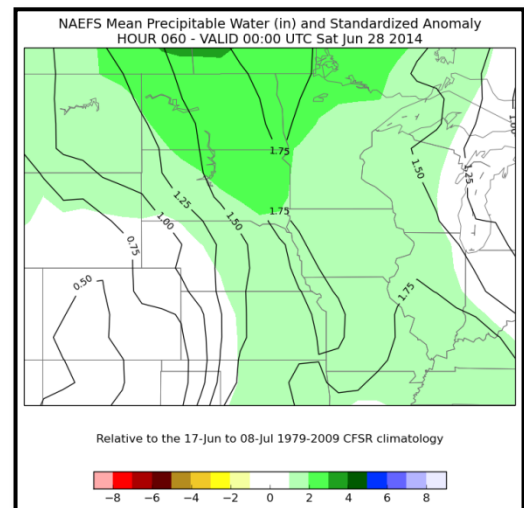 NAEFS Mean Precipitable Water (in) and Standardized Anomaly
HOUR 060 - VALID 00:00 UTC Sat Jun 28 2014
1.00
1.75
1.50
1.25
1.25
1.00
1.50
1.75
0.75
0.50
1.75
Relative to the 17-Jun to 08-Jul 1979-2009 CFSR climatology
−8 −6 −4 −2 0 2 4 6 8